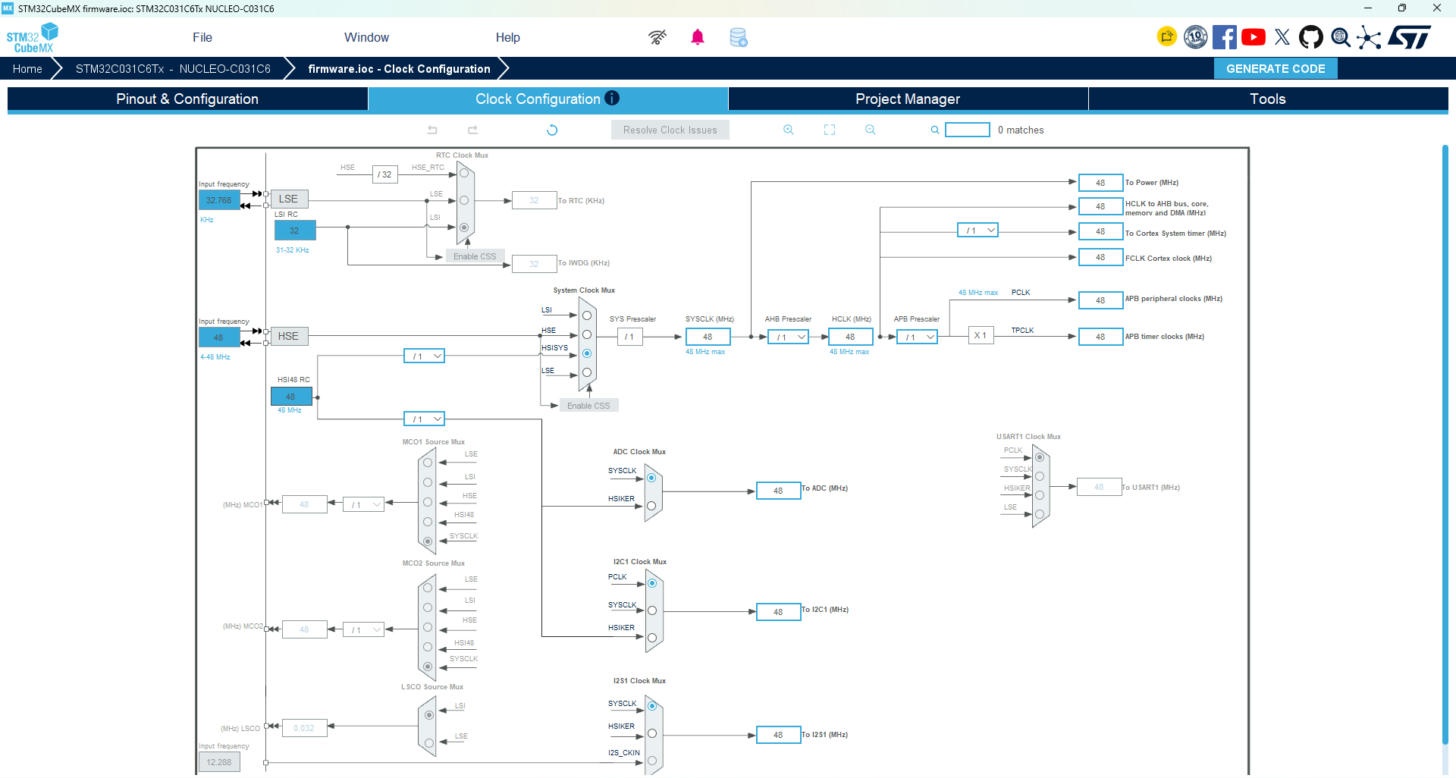 STM32CubeMX firmware.ioc: STM32C031C6Tx NUCLEO-C031C6
STM32
CubeMX
File
Window
Help
10
Home
STM32C031C6Tx - NUCLEO-C031C6
firmware.ioc - Clock Configuration
GENERATE CODE
Pinout & Configuration
Clock Configuration
Project Manager
Tools
Resolve Clock Issues
0 matches
RTC Clock Mux
HSE
/ 32
HSE_RTC
Input frequency
32.768
KHz
LSE
LSE
32
To RTC (KHz)
LSI RC
32
31-32 KHz
LSI
Enable CSS
32
To IWDG (KHz)
48
To Power (MHz)
48
HCLK to AHB bus, core,
memory and DMA (MHz)
/ 1
48
To Cortex System timer (MHz)
48
FCLK Cortex clock (MHz)
System Clock Mux
LSI
HSE
HSISYS
LSE
Enable CSS
Input frequency
48
4-48 MHz
HSE
/ 1
HSI48 RC
48
48 MHz
/ 1
SYS Prescaler
/ 1
SYSCLK (MHz)
48
48 MHz max
AHB Prescaler
/ 1
HCLK (MHz)
48
48 MHz max
APB Prescaler
/ 1
48 MHz max
PCLK
48
APB peripheral clocks (MHz)
X 1
TPCLK
48
APB timer clocks (MHz)
MCO1 Source Mux
LSE
LSI
HSE
HSI48
SYSCLK
(MHz) MCO1
48
/ 1
ADC Clock Mux
SYSCLK
HSIKER
48
To ADC (MHz)
USART1 Clock Mux
PCLK
SYSCLK
HSIKER
LSE
48
To USART1 (MHz)
MCO2 Source Mux
LSE
LSI
HSE
HSI48
SYSCLK
(MHz) MCO2
48
/ 1
I2C1 Clock Mux
PCLK
SYSCLK
HSIKER
48
To I2C1 (MHz)
LSCO Source Mux
LSI
LSE
(MHz) LSCO
0.032
Input frequency
12.288
I2S1 Clock Mux
SYSCLK
HSIKER
I2S_CKIN
48
To I2S1 (MHz)